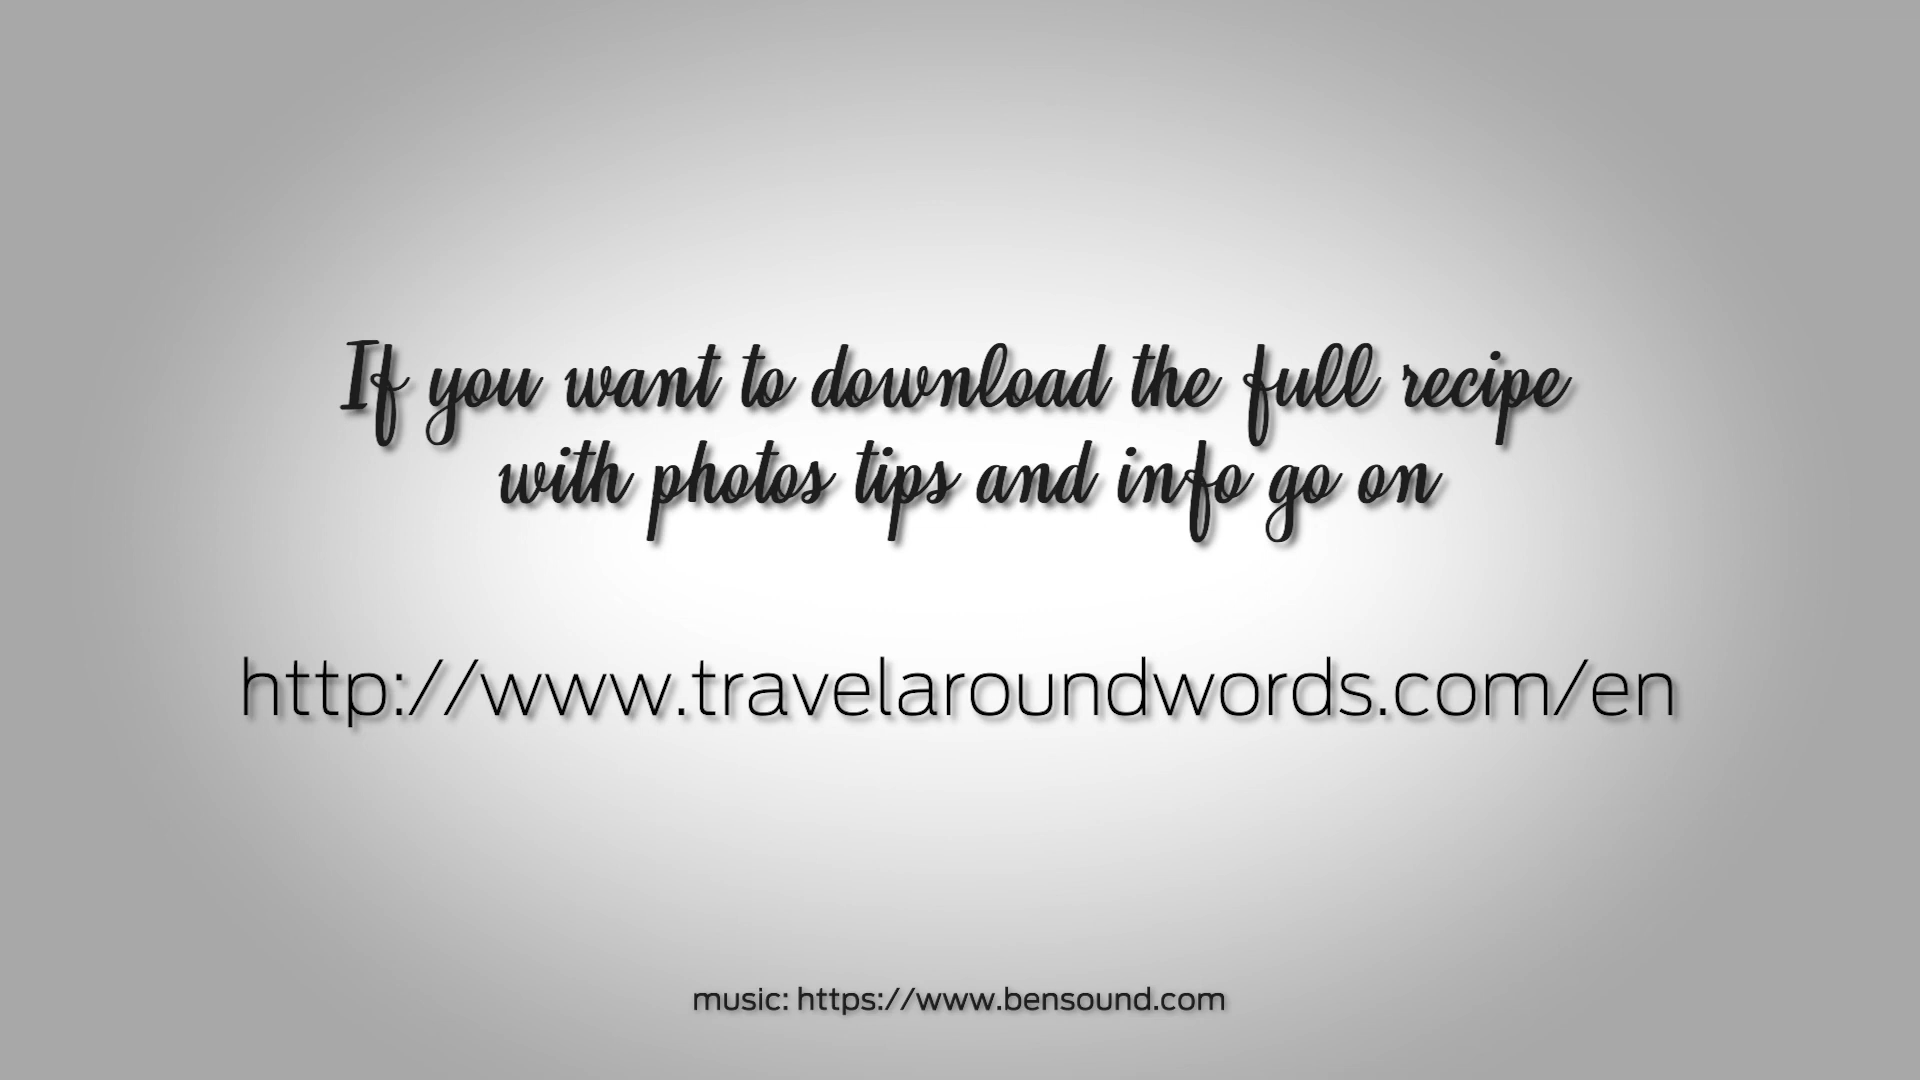 If you want to download the full recipe
with photos tips and info go on
http://www.travelaroundwords.com/en
music: https://www.bensound.com